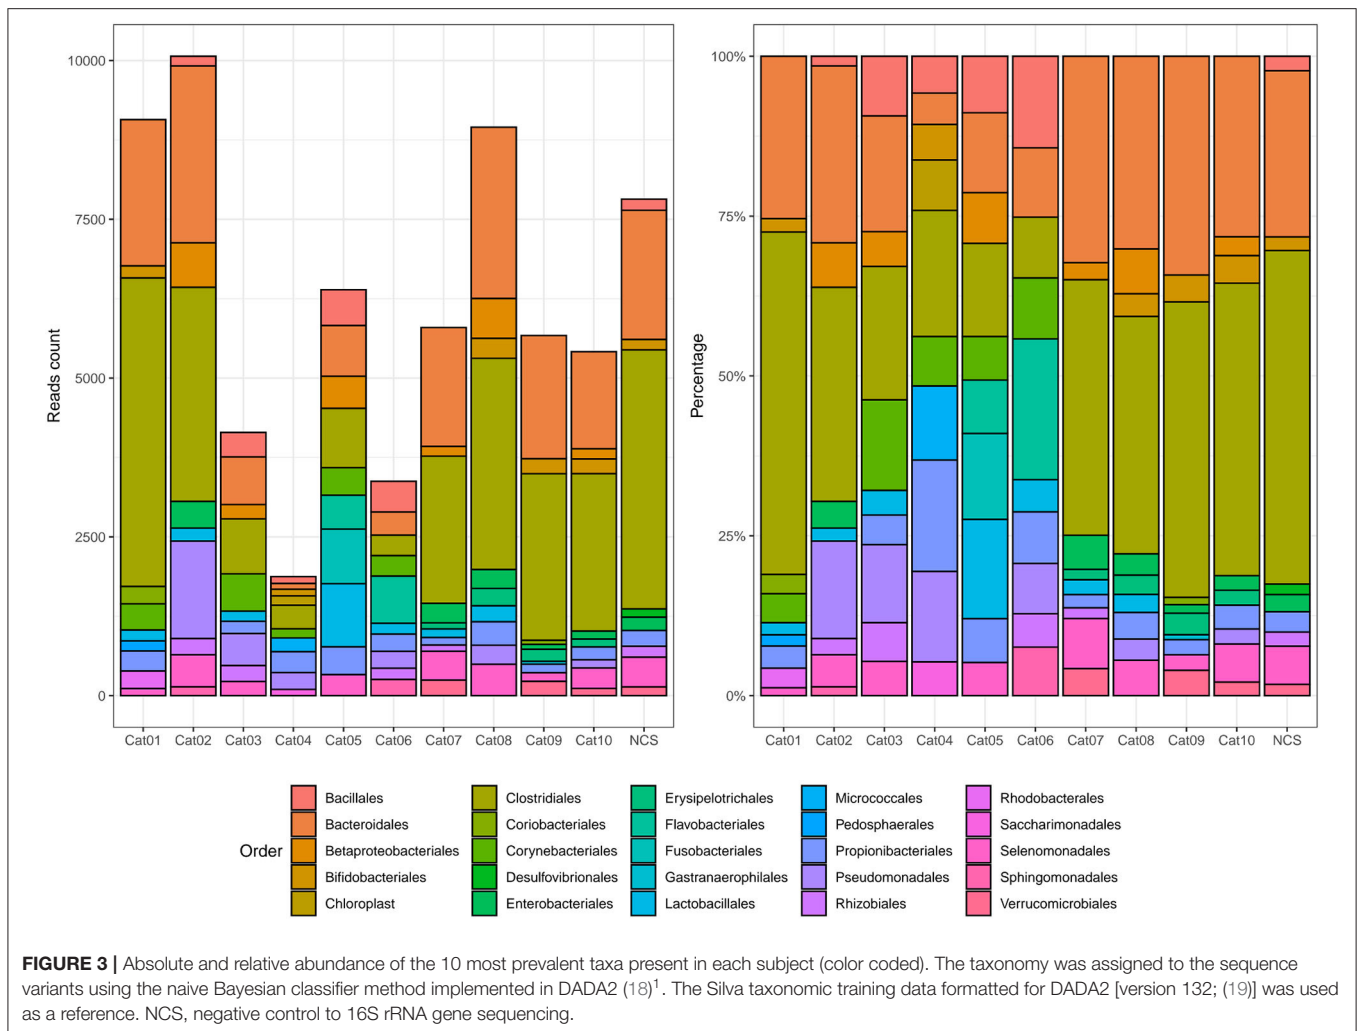 10000
7500
5000
2500
0
Reads count
Cat01 Cat02 Cat03 Cat04 Cat05 Cat06 Cat07 Cat08 Cat09 Cat10 NCS
100%
75%
50%
25%
0%
Percentage
Cat01 Cat02 Cat03 Cat04 Cat05 Cat06 Cat07 Cat08 Cat09 Cat10 NCS
Order
Bacillales
Bacteroidales
Betaproteobacteriales
Bifidobacteriales
Chloroplast
Clostridiales
Coriobacteriales
Corynebacteriales
Desulfovibrionales
Enterobacteriales
Erysipelotrichales
Flavobacteriales
Fusobacteriales
Gastranaerophilales
Lactobacillales
Micrococcales
Pedosphaerales
Propionibacteriales
Pseudomonadales
Rhizobiales
Rhodobacterales
Saccharimonadales
Selenomonadales
Sphingomonadales
Verrucomicrobiales
FIGURE 3 | Absolute and relative abundance of the 10 most prevalent taxa present in each subject (color coded). The taxonomy was assigned to the sequence
variants using the naive Bayesian classifier method implemented in DADA2 (18)¹. The Silva taxonomic training data formatted for DADA2 [version 132; (19)] was used
as a reference. NCS, negative control to 16S rRNA gene sequencing.